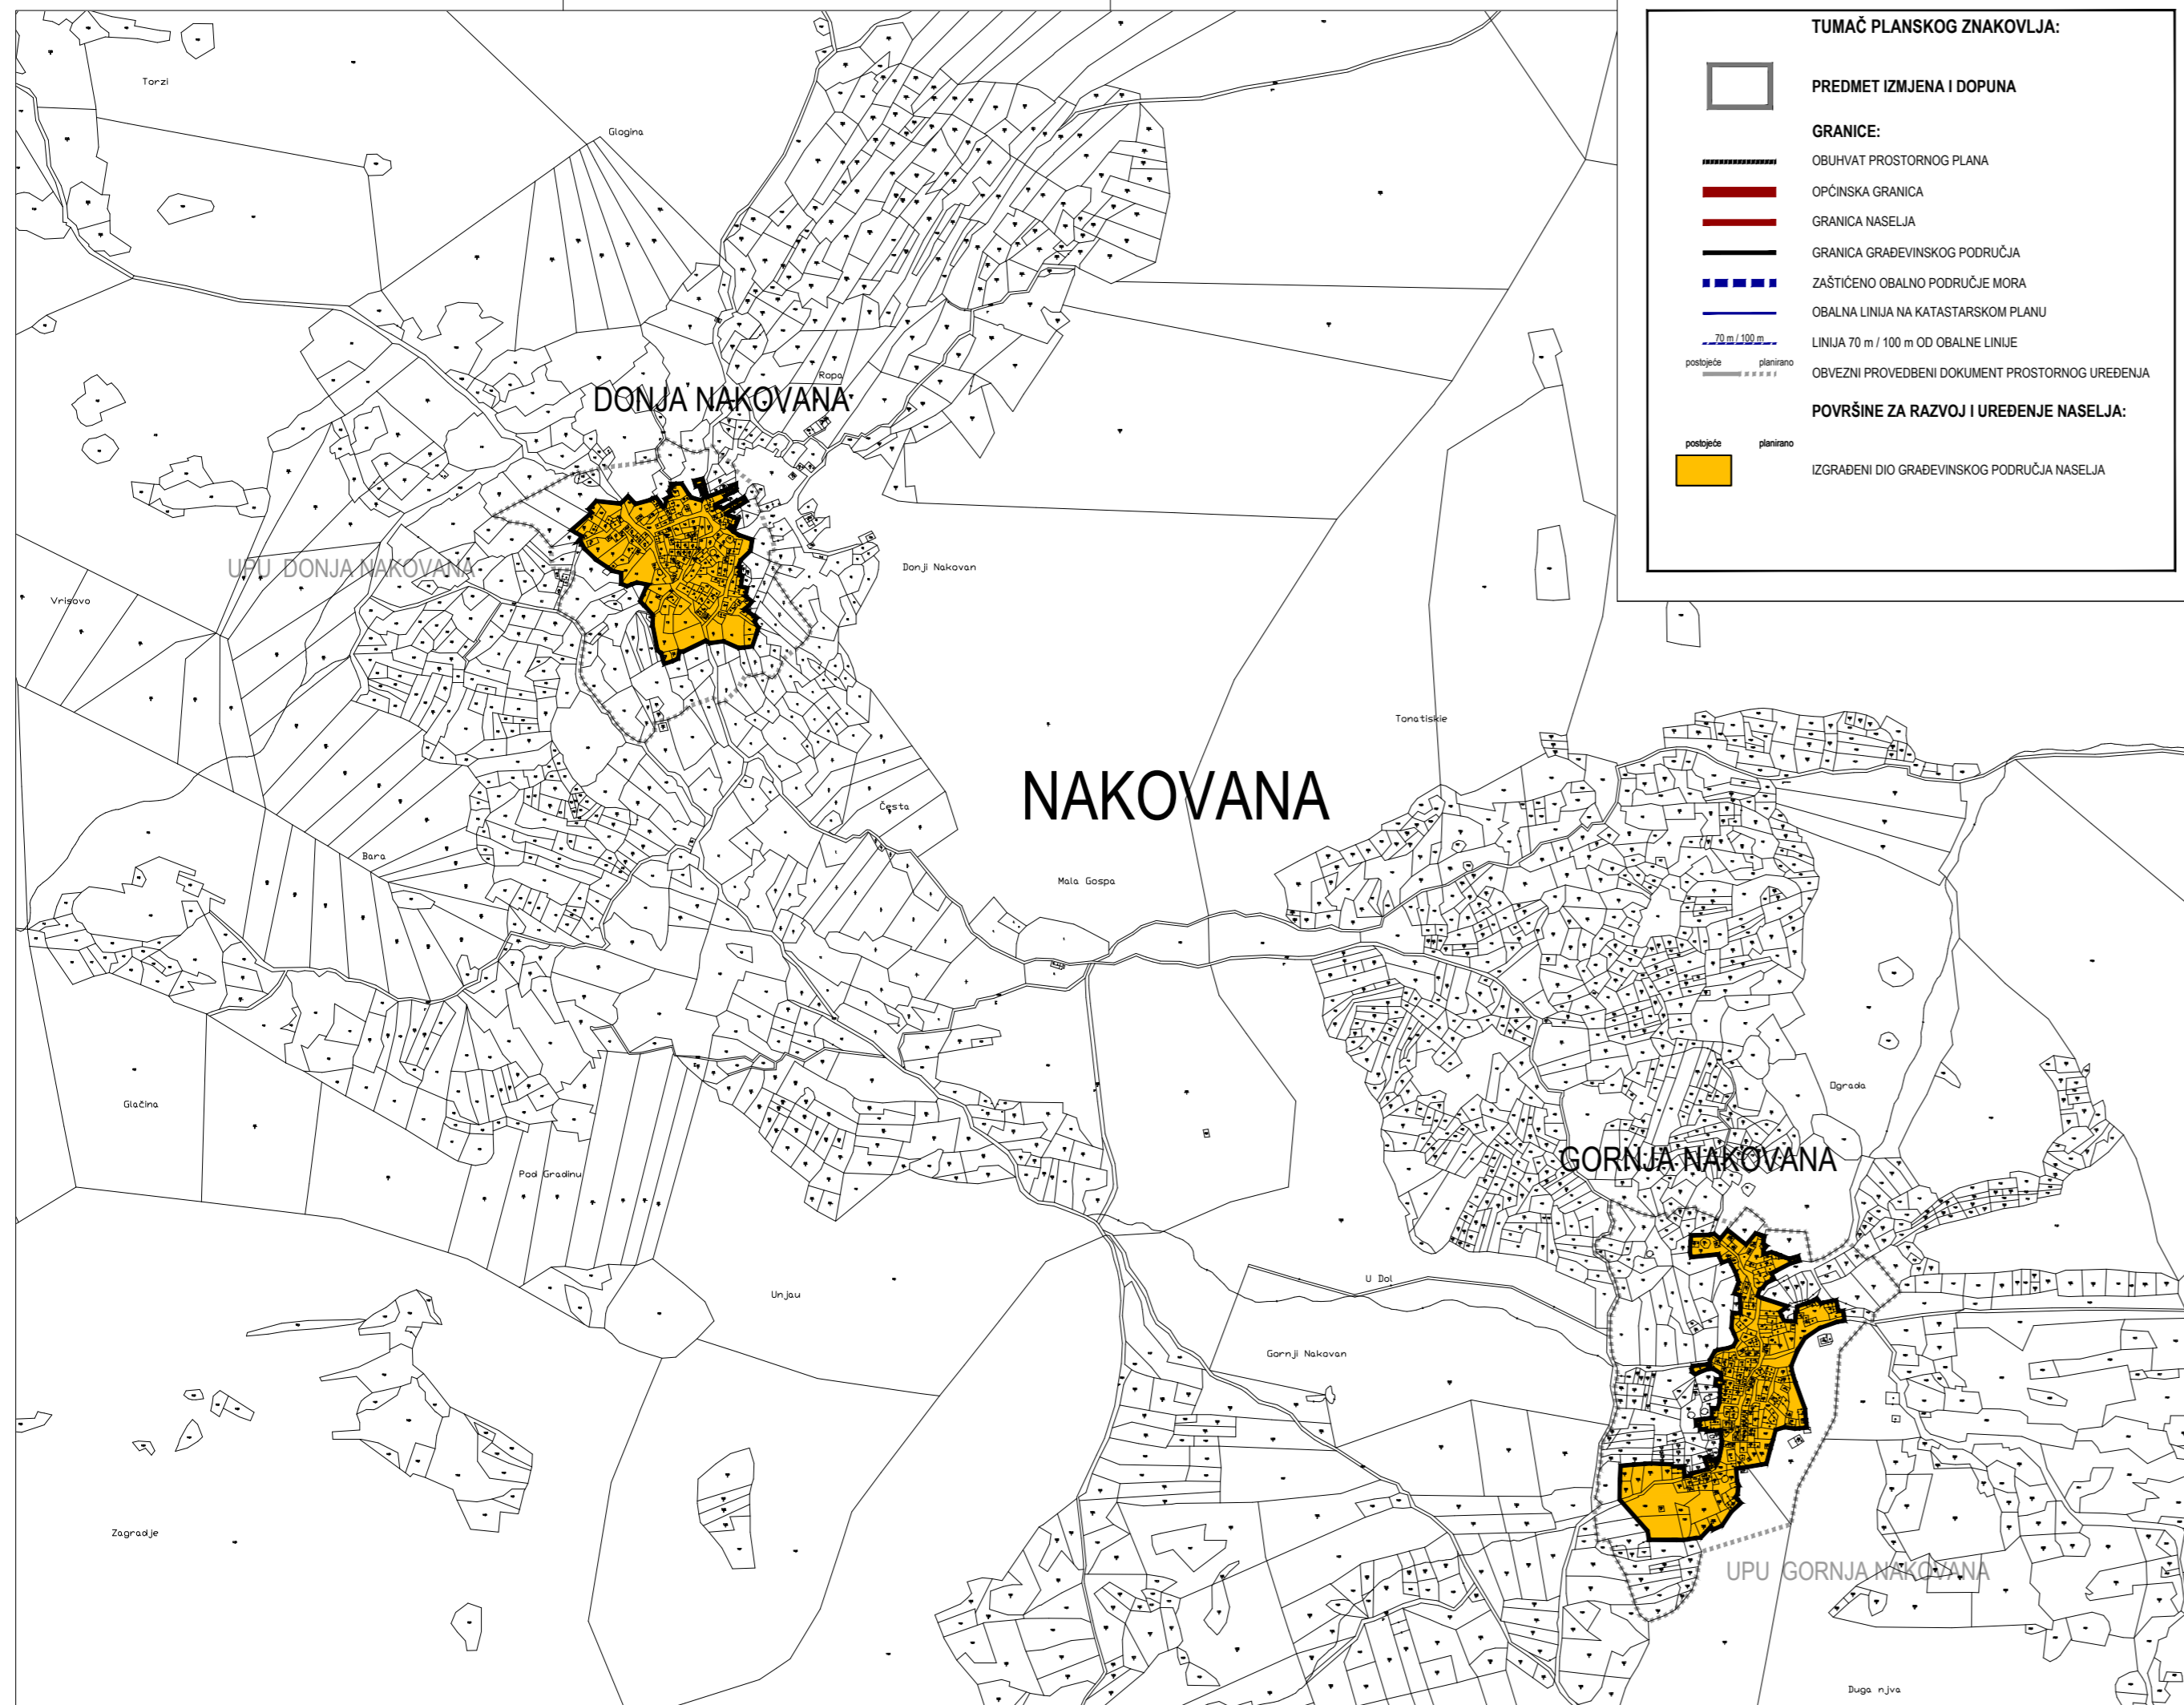 TUMAČ PLANSKOG ZNAKOVLJA:
PREDMET IZMJENA I DOPUNA
GRANICE:
OBUHVAT PROSTORNOG PLANA
OPĆINSKA GRANICA
GRANICA NASELJA
GRANICA GRAĐEVINSKOG PODRUČJA
ZAŠTIĆENO OBALNO PODRUČJE MORA
OBALNA LINIJA NA KATASTARSKOM PLANU
70 m / 100 m LINIJA 70 m / 100 m OD OBALNE LINIJE
postojeće planirano
OBVEZNI PROVEDBENI DOKUMENT PROSTORNOG UREĐENJA
POVRŠINE ZA RAZVOJ I UREĐENJE NASELJA:
postojeće planirano
IZGRAĐENI DIO GRAĐEVINSKOG PODRUČJA NASELJA
Torzi
Glogina
Ropa
DONJA NAKOVANA
UPU DONJA NAKOVANA
Donji Nakovan
Vrisovo
Tonatiskie
NAKOVANA
Česta
Bara
Mala Gospa
Ograda
Glačina
GORNJA NAKOVANA
Pod Gradinu
U Dol
Unjau
Gornji Nakovan
Zagradje
UPU GORNJA NAKOVANA
Duga njva